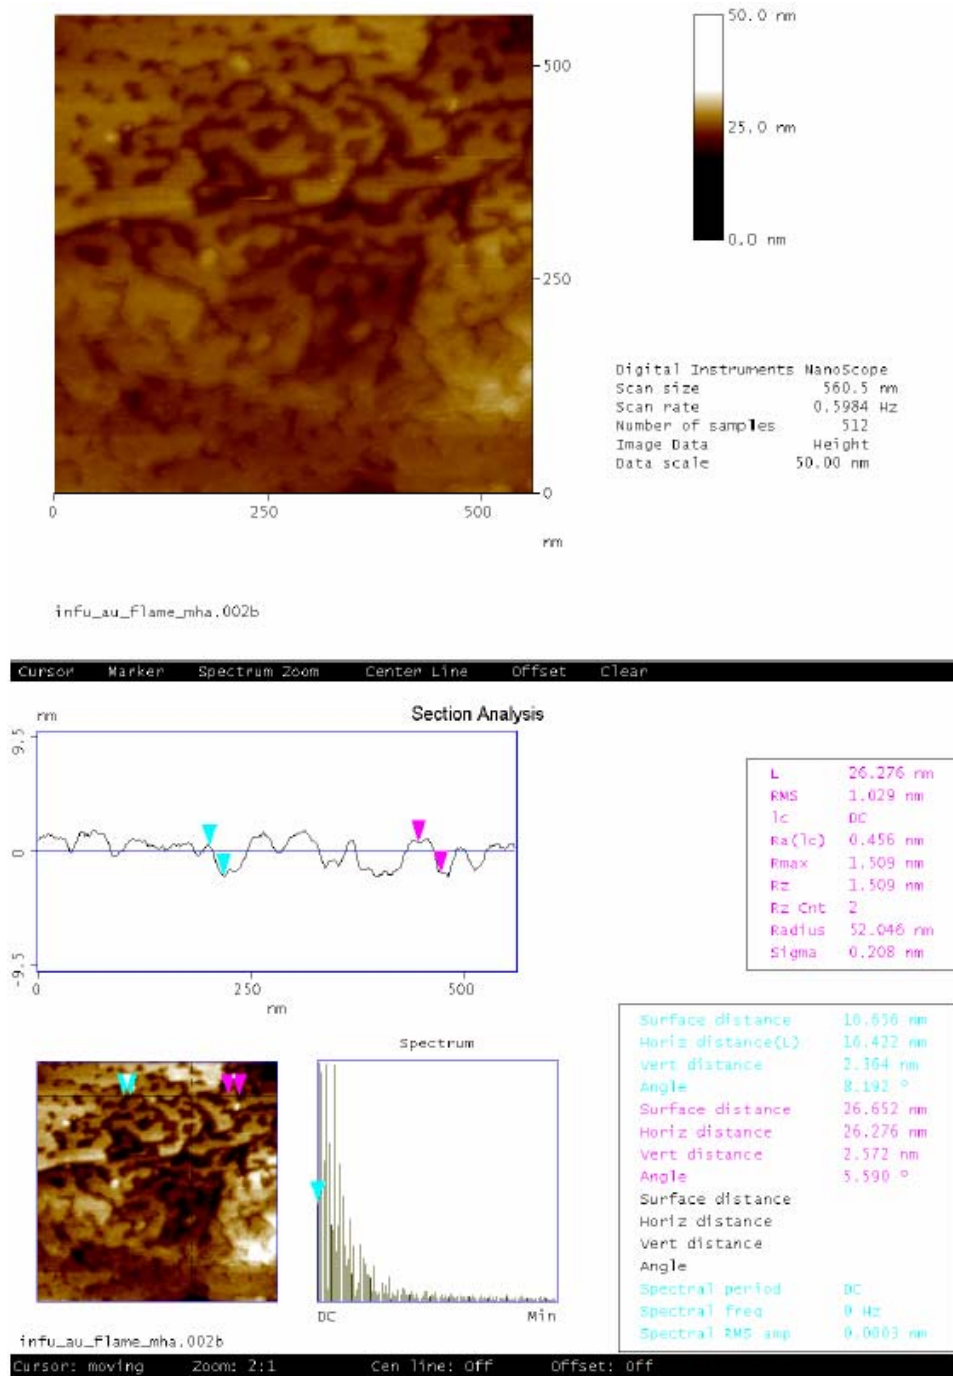 50.0 nm
25.0 nm
0.0 nm
500
250
0
0 250 500
nm
Digital Instruments NanoScope
Scan size 560.5 nm
Scan rate 0.5984 Hz
Number of samples 512
Image Data Height
Data scale 50.00 nm
infu_au_flame_mha.002b
Cursor Marker Spectrum Zoom Center Line Offset Clear
nm
Section Analysis
9.5
0
-9.5
0 250 500
nm
L 26.276 nm
RMS 1.029 nm
lc DC
Ra(lc) 0.456 nm
Rmax 1.509 nm
Rz 1.509 nm
Rz Cnt 2
Radius 52.046 nm
Sigma 0.208 nm
Spectrum
DC Min
Surface distance 16.656 nm
Horiz distance(L) 16.422 nm
Vert distance 2.364 nm
Angle 8.192 °
Surface distance 26.652 nm
Horiz distance 26.276 nm
Vert distance 2.572 nm
Angle 5.590 °
Surface distance
Horiz distance
Vert distance
Angle
Spectral period DC
Spectral freq 0 Hz
Spectral RMS amp 0.0003 nm
infu_au_flame_mha.002b
Cursor: moving Zoom: 2:1 Cen line: Off Offset: Off